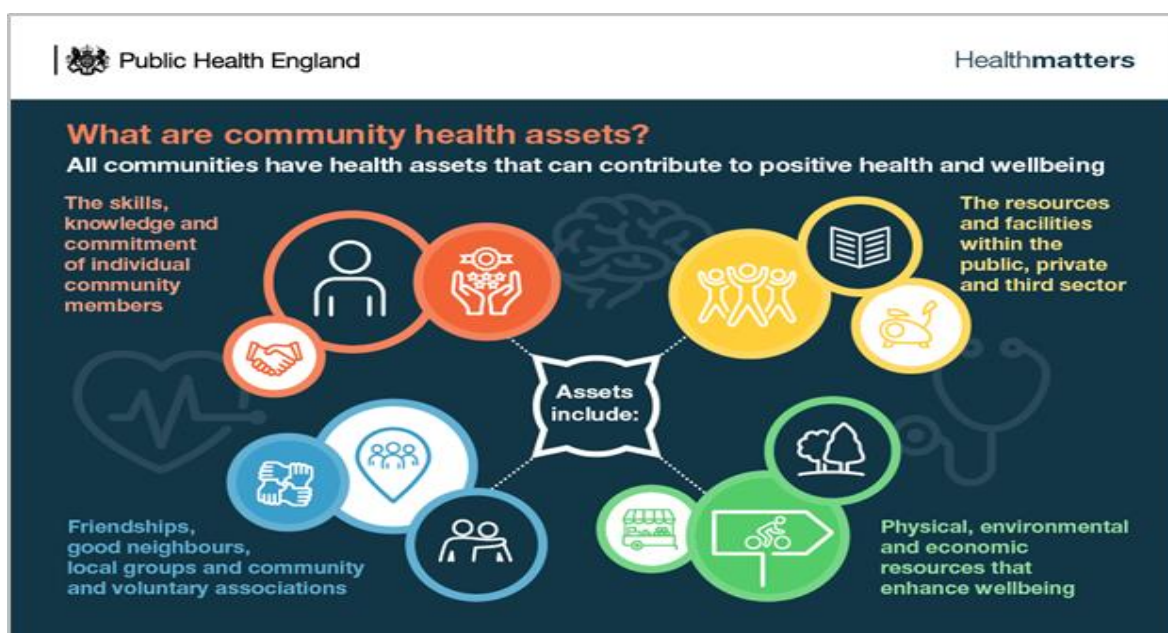 Public Health England
Healthmatters
What are community health assets?
All communities have health assets that can contribute to positive health and wellbeing
The skills,
knowledge and
commitment
of individual
community
members
The resources
and facilities
within the
public, private
and third sector
Assets
include:
Friendships,
good neighbours,
local groups and community
and voluntary associations
Physical, environmental
and economic
resources that
enhance wellbeing